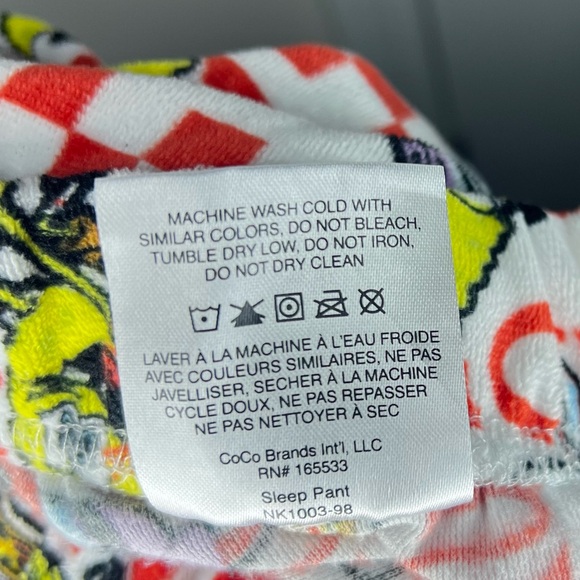 MACHINE WASH COLD WITH
SIMILAR COLORS, DO NOT BLEACH,
TUMBLE DRY LOW, DO NOT IRON,
DO NOT DRY CLEAN
LAVER À LA MACHINE À L'EAU FROIDE
AVEC COULEURS SIMILAIRES, NE PAS
JAVELLISER, SECHER À LA MACHINE
CYCLE DOUX, NE PAS REPASSER
NE PAS NETTOYER À SEC
CoCo Brands Int'l, LLC
RN# 165533
Sleep Pant
NK1003-98